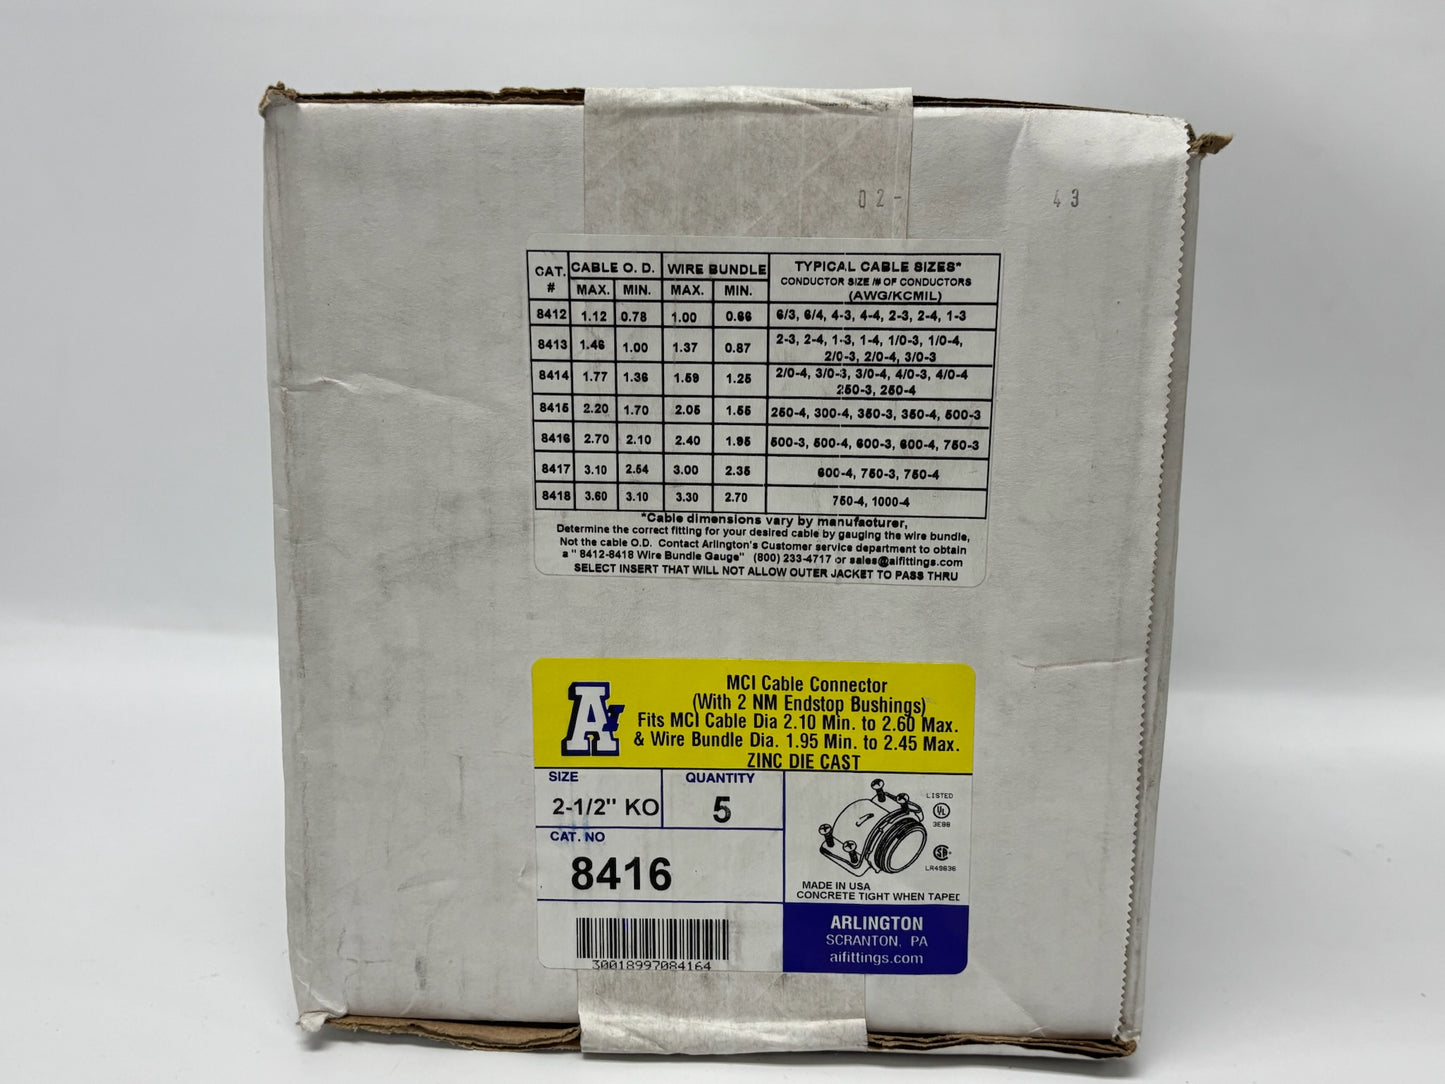 02- 43
CAT. # CABLE O. D. WIRE BUNDLE TYPICAL CABLE SIZES*
MAX. MIN. MAX. MIN. CONDUCTOR SIZE /# OF CONDUCTORS
(AWG/KCMIL)
8412 1.12 0.78 1.00 0.66 6/3, 6/4, 4-3, 4-4, 2-3, 2-4, 1-3
8413 1.46 1.00 1.37 0.87 2-3, 2-4, 1-3, 1-4, 1/0-3, 1/0-4,
2/0-3, 2/0-4, 3/0-3
8414 1.77 1.36 1.59 1.25 2/0-4, 3/0-3, 3/0-4, 4/0-3, 4/0-4
250-3, 250-4
8415 2.20 1.70 2.05 1.55 250-4, 300-4, 350-3, 350-4, 500-3
8416 2.70 2.10 2.40 1.95 500-3, 500-4, 600-3, 600-4, 750-3
8417 3.10 2.54 3.00 2.35 600-4, 750-3, 750-4
8418 3.60 3.10 3.30 2.70 750-4, 1000-4
*Cable dimensions vary by manufacturer,
Determine the correct fitting for your desired cable by gauging the wire bundle,
Not the cable O.D. Contact Arlington's Customer service department to obtain
a " 8412-8418 Wire Bundle Gauge" (800) 233-4717 or sales@aifittings.com
SELECT INSERT THAT WILL NOT ALLOW OUTER JACKET TO PASS THRU
AI
MCI Cable Connector
(With 2 NM Endstop Bushings)
Fits MCI Cable Dia 2.10 Min. to 2.60 Max.
& Wire Bundle Dia. 1.95 Min. to 2.45 Max.
ZINC DIE CAST
SIZE
2-1/2" KO
QUANTITY
5
CAT. NO
8416
LISTED
UL
3E88
LR49636
MADE IN USA
CONCRETE TIGHT WHEN TAPED
30018997084164
ARLINGTON
SCRANTON, PA
aifittings.com